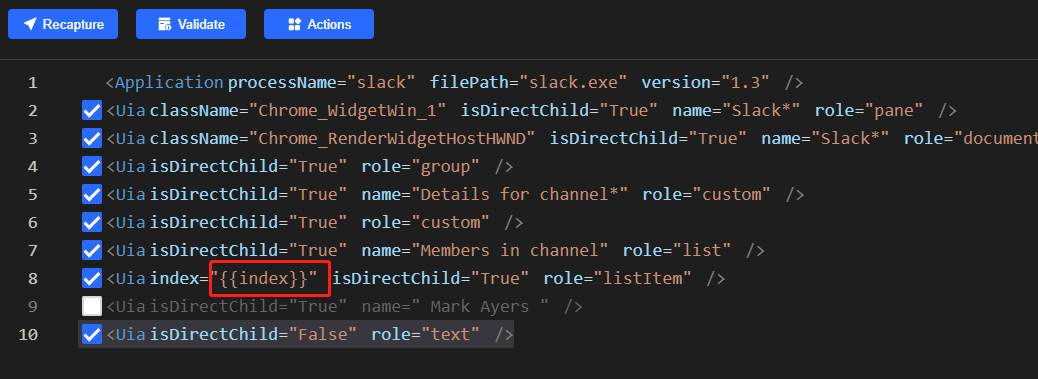 Recapture Validate Actions
1 <Application processName="slack" filePath="slack.exe" version="1.3" />
2 <Uia className="Chrome_WidgetWin_1" isDirectChild="True" name="Slack*" role="pane" />
3 <Uia className="Chrome_RenderWidgetHostHWND" isDirectChild="True" name="Slack*" role="document
4 <Uia isDirectChild="True" role="group" />
5 <Uia isDirectChild="True" name="Details for channel*" role="custom" />
6 <Uia isDirectChild="True" role="custom" />
7 <Uia isDirectChild="True" name="Members in channel" role="list" />
8 <Uia index="{{index}}" isDirectChild="True" role="listItem" />
9 <Uia isDirectChild="True" name=" Mark Ayers " />
10 <Uia isDirectChild="False" role="text" />